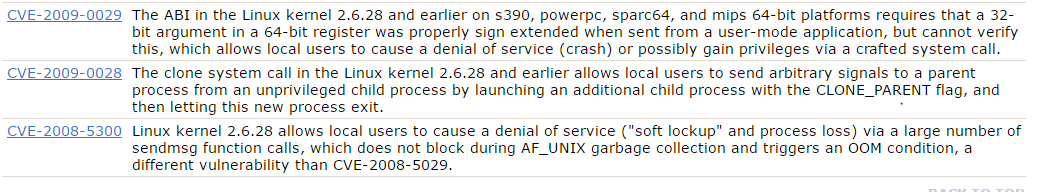 CVE-2009-0029 The ABI in the Linux kernel 2.6.28 and earlier on s390, powerpc, sparc64, and mips 64-bit platforms requires that a 32-
bit argument in a 64-bit register was properly sign extended when sent from a user-mode application, but cannot verify
this, which allows local users to cause a denial of service (crash) or possibly gain privileges via a crafted system call.
CVE-2009-0028 The clone system call in the Linux kernel 2.6.28 and earlier allows local users to send arbitrary signals to a parent
process from an unprivileged child process by launching an additional child process with the CLONE_PARENT flag, and
then letting this new process exit.
CVE-2008-5300 Linux kernel 2.6.28 allows local users to cause a denial of service ("soft lockup" and process loss) via a large number of
sendmsg function calls, which does not block during AF_UNIX garbage collection and triggers an OOM condition, a
different vulnerability than CVE-2008-5029.
BACK TO TOP